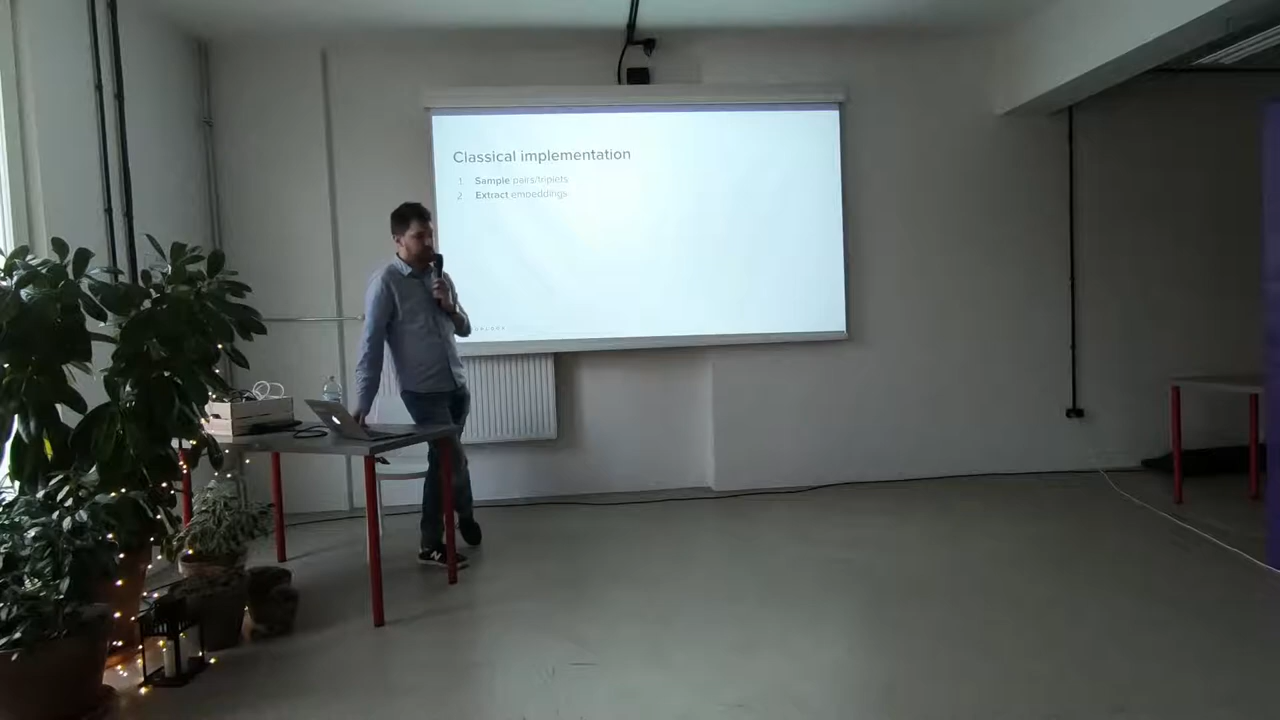 Classical implementation
1 Sample pairs/triplets
2 Extract embeddings